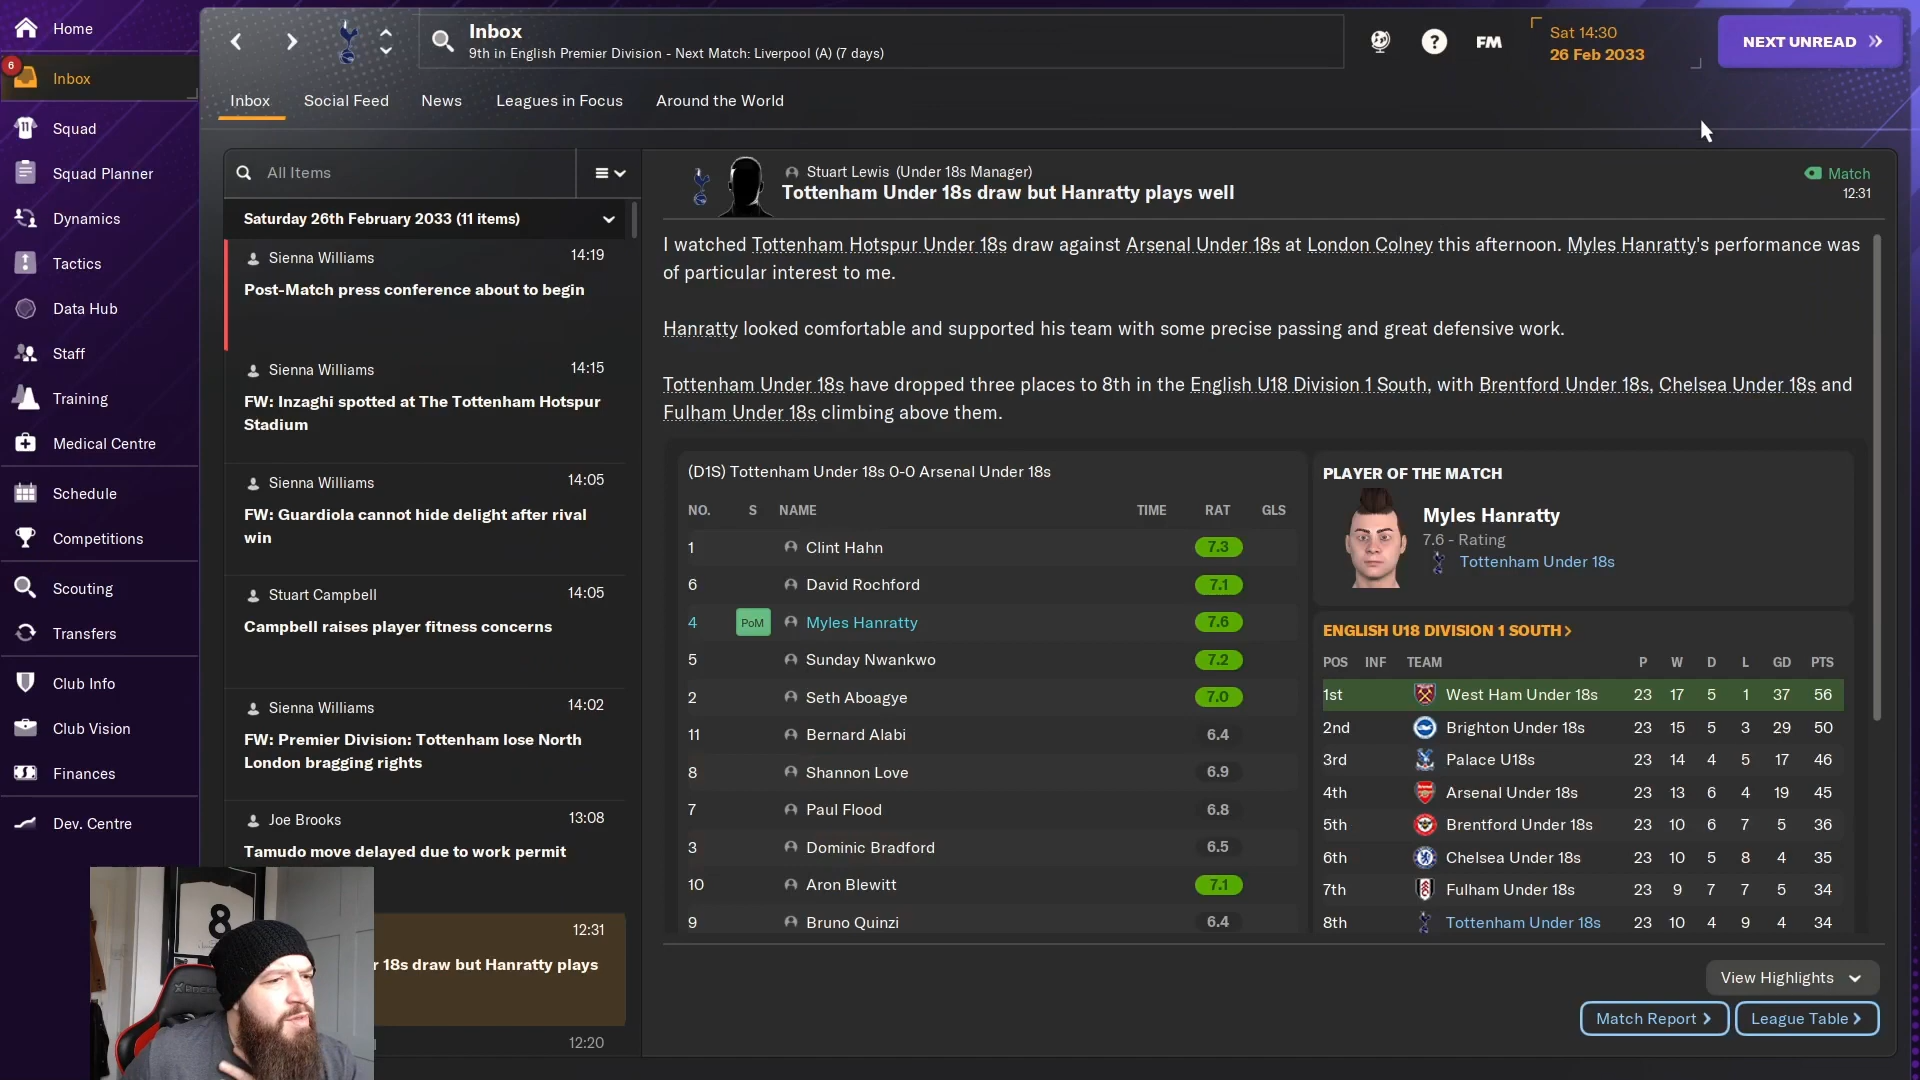 Home
6
Inbox
Squad
Squad Planner
Dynamics
Tactics
Data Hub
Staff
Training
Medical Centre
Schedule
Competitions
Scouting
Transfers
Club Info
Club Vision
Finances
Dev. Centre
Inbox
9th in English Premier Division - Next Match: Liverpool (A) (7 days)
?
FM
Sat 14:30
26 Feb 2033
NEXT UNREAD
Inbox Social Feed News Leagues in Focus Around the World
All Items
Saturday 26th February 2033 (11 items)
Sienna Williams 14:19
Post-Match press conference about to begin
Sienna Williams 14:15
FW: Inzaghi spotted at The Tottenham Hotspur
Stadium
Sienna Williams 14:05
FW: Guardiola cannot hide delight after rival
win
Stuart Campbell 14:05
Campbell raises player fitness concerns
Sienna Williams 14:02
FW: Premier Division: Tottenham lose North
London bragging rights
Joe Brooks 13:08
Tamudo move delayed due to work permit
12:31
r 18s draw but Hanratty plays
12:20
8
Stuart Lewis (Under 18s Manager)
Tottenham Under 18s draw but Hanratty plays well
Match
12:31
I watched Tottenham Hotspur Under 18s draw against Arsenal Under 18s at London Colney this afternoon. Myles Hanratty's performance was
of particular interest to me.
Hanratty looked comfortable and supported his team with some precise passing and great defensive work.
Tottenham Under 18s have dropped three places to 8th in the English U18 Division 1 South, with Brentford Under 18s, Chelsea Under 18s and
Fulham Under 18s climbing above them.
(D1S) Tottenham Under 18s 0-0 Arsenal Under 18s
NO. S NAME TIME RAT GLS
1 Clint Hahn 7.3
6 David Rochford 7.1
4 PoM Myles Hanratty 7.6
5 Sunday Nwankwo 7.2
2 Seth Aboagye 7.0
11 Bernard Alabi 6.4
8 Shannon Love 6.9
7 Paul Flood 6.8
3 Dominic Bradford 6.5
10 Aron Blewitt 7.1
9 Bruno Quinzi 6.4
PLAYER OF THE MATCH
Myles Hanratty
7.6 - Rating
Tottenham Under 18s
ENGLISH U18 DIVISION 1 SOUTH >
POS INF TEAM P W D L GD PTS
1st West Ham Under 18s 23 17 5 1 37 56
2nd Brighton Under 18s 23 15 5 3 29 50
3rd Palace U18s 23 14 4 5 17 46
4th Arsenal Under 18s 23 13 6 4 19 45
5th Brentford Under 18s 23 10 6 7 5 36
6th Chelsea Under 18s 23 10 5 8 4 35
7th Fulham Under 18s 23 9 7 7 5 34
8th Tottenham Under 18s 23 10 4 9 4 34
View Highlights
Match Report >
League Table >